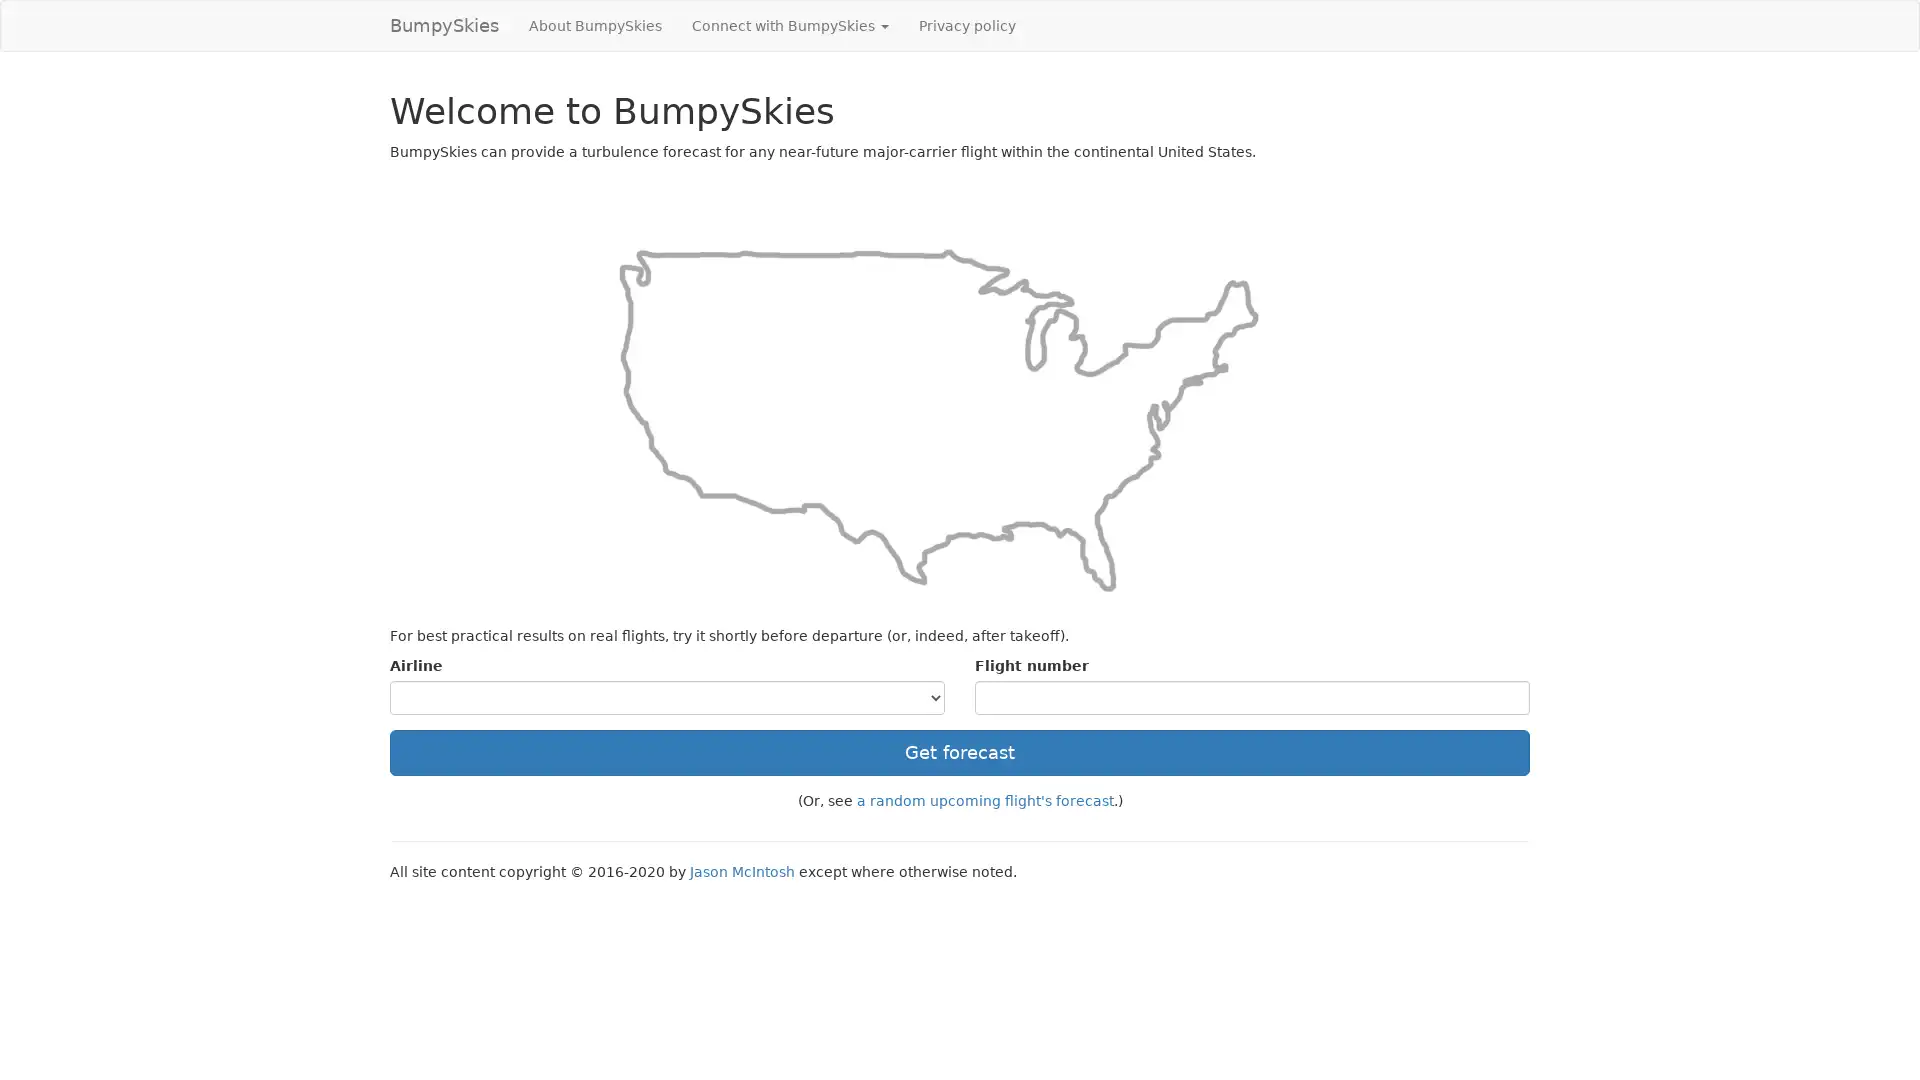 BumpySkies About BumpySkies Connect with BumpySkies Privacy policy
Welcome to BumpySkies
BumpySkies can provide a turbulence forecast for any near-future major-carrier flight within the continental United States.
For best practical results on real flights, try it shortly before departure (or, indeed, after takeoff).
Airline Flight number
Get forecast
(Or, see a random upcoming flight's forecast.)
All site content copyright © 2016-2020 by Jason McIntosh except where otherwise noted.